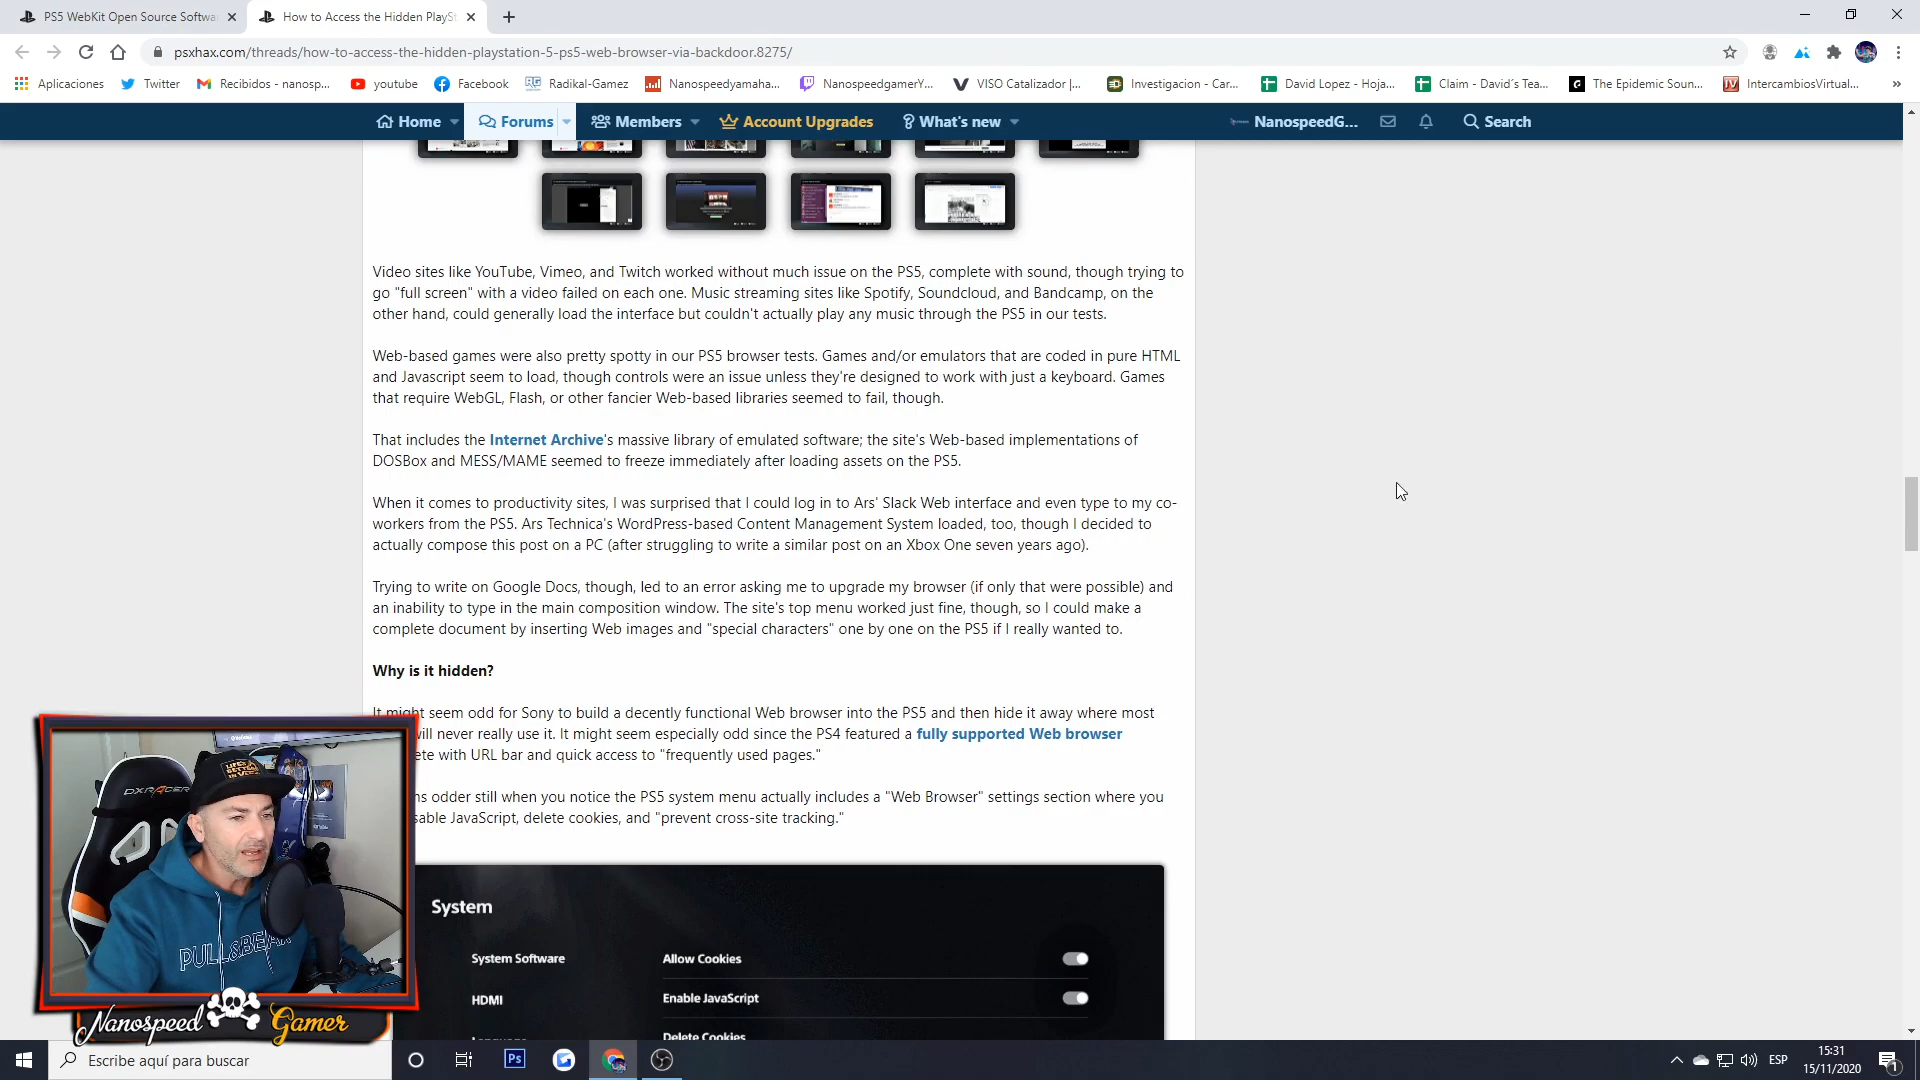 PS5 WebKit Open Source Softwa
How to Access the Hidden PlaySt
psxhax.com/threads/how-to-access-the-hidden-playstation-5-ps5-web-browser-via-backdoor.8275/
Aplicaciones
Twitter
Recibidos - nanosp...
youtube
Facebook
Radikal-Gamez
Nanospeedyamaha...
NanospeedgamerY...
VISO Catalizador |...
Investigacion - Car...
David Lopez - Hoja...
Claim - David´s Tea...
The Epidemic Soun...
IntercambiosVirtual...
Home
Forums
Members
Account Upgrades
What's new
NanospeedG...
Search
Video sites like YouTube, Vimeo, and Twitch worked without much issue on the PS5, complete with sound, though trying to
go "full screen" with a video failed on each one. Music streaming sites like Spotify, Soundcloud, and Bandcamp, on the
other hand, could generally load the interface but couldn't actually play any music through the PS5 in our tests.
Web-based games were also pretty spotty in our PS5 browser tests. Games and/or emulators that are coded in pure HTML
and Javascript seem to load, though controls were an issue unless they're designed to work with just a keyboard. Games
that require WebGL, Flash, or other fancier Web-based libraries seemed to fail, though.
That includes the Internet Archive's massive library of emulated software; the site's Web-based implementations of
DOSBox and MESS/MAME seemed to freeze immediately after loading assets on the PS5.
When it comes to productivity sites, I was surprised that I could log in to Ars' Slack Web interface and even type to my co-
workers from the PS5. Ars Technica's WordPress-based Content Management System loaded, too, though I decided to
actually compose this post on a PC (after struggling to write a similar post on an Xbox One seven years ago).
Trying to write on Google Docs, though, led to an error asking me to upgrade my browser (if only that were possible) and
an inability to type in the main composition window. The site's top menu worked just fine, though, so I could make a
complete document by inserting Web images and "special characters" one by one on the PS5 if I really wanted to.
Why is it hidden?
It might seem odd for Sony to build a decently functional Web browser into the PS5 and then hide it away where most
will never really use it. It might seem especially odd since the PS4 featured a fully supported Web browser
ete with URL bar and quick access to "frequently used pages."
ns odder still when you notice the PS5 system menu actually includes a "Web Browser" settings section where you
sable JavaScript, delete cookies, and "prevent cross-site tracking."
System
System Software
Allow Cookies
HDMI
Enable JavaScript
Delete Cookies
DXRACER
PULL&BEAR
Nanospeed Gamer
Escribe aquí para buscar
Ps
ESP
15:31
15/11/2020
1